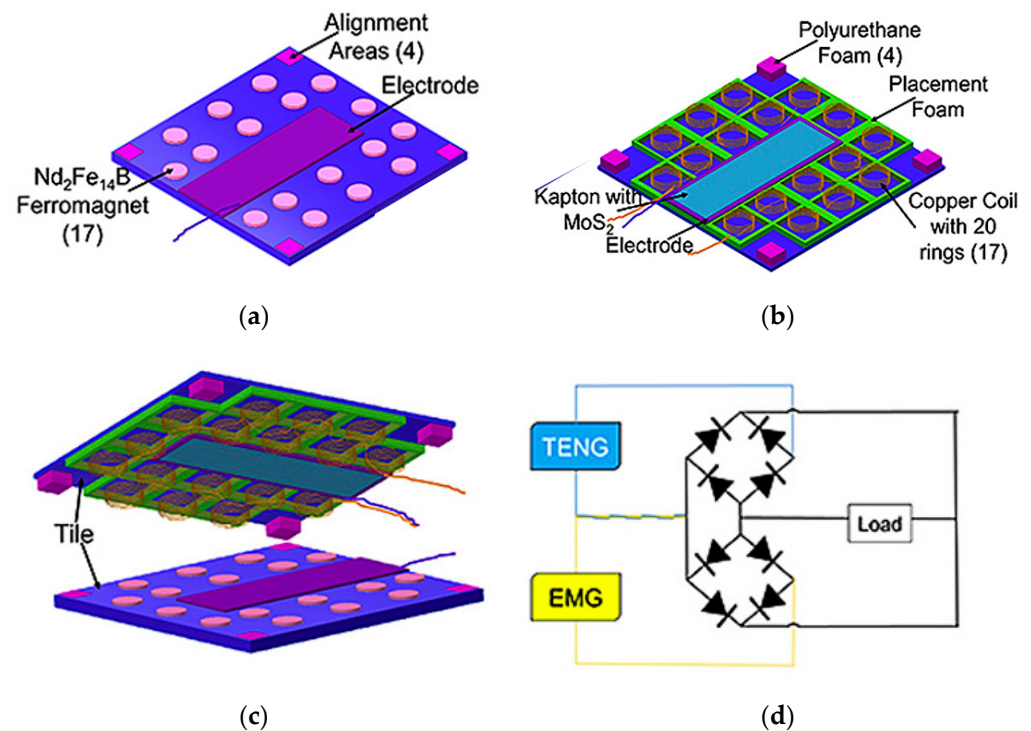 Alignment
Areas (4)
Electrode
Nd₂Fe₁₄B
Ferromagnet
(17)
(a)
Polyurethane
Foam (4)
Placement
Foam
Kapton with
MoS₂
Electrode
Copper Coil
with 20
rings (17)
(b)
Tile
(c)
TENG
Load
EMG
(d)